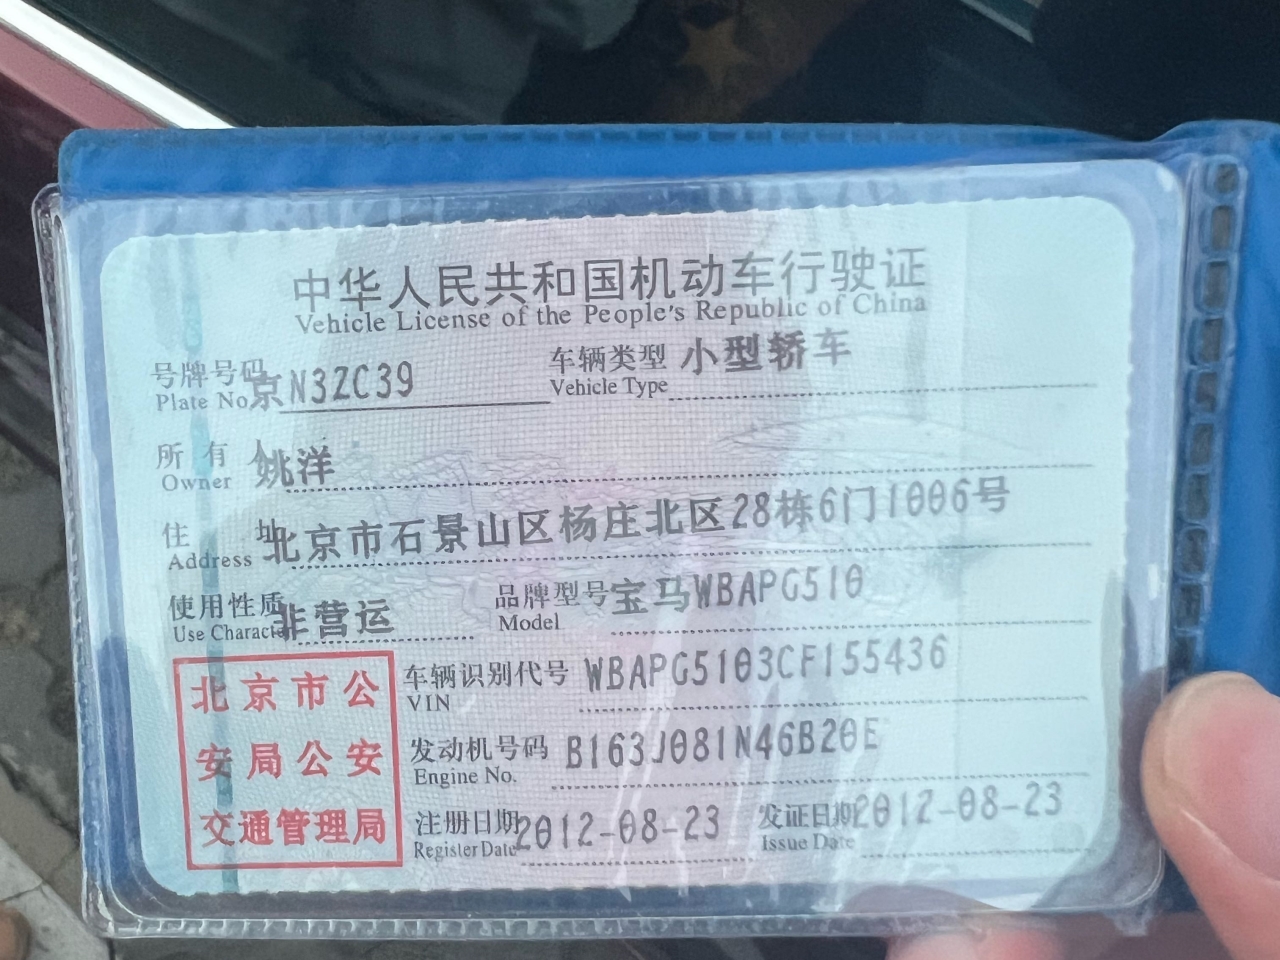 中华人民共和国机动车行驶证
Vehicle License of the People's Republic of China
号牌号码 京N3ZC39 车辆类型 小型轿车
Plate No. Vehicle Type
所有人 姚洋
Owner
住址 北京市石景山区杨庄北区28栋6门1006号
Address
使用性质 非营运 品牌型号 宝马WBAPG510
Use Character Model
北京市公
安局公安
交通管理局
车辆识别代号 WBAPG5103CF155436
VIN
发动机号码 B163J081N46B20E
Engine No.
注册日期 2012-08-23 发证日期 2012-08-23
Register Date Issue Date